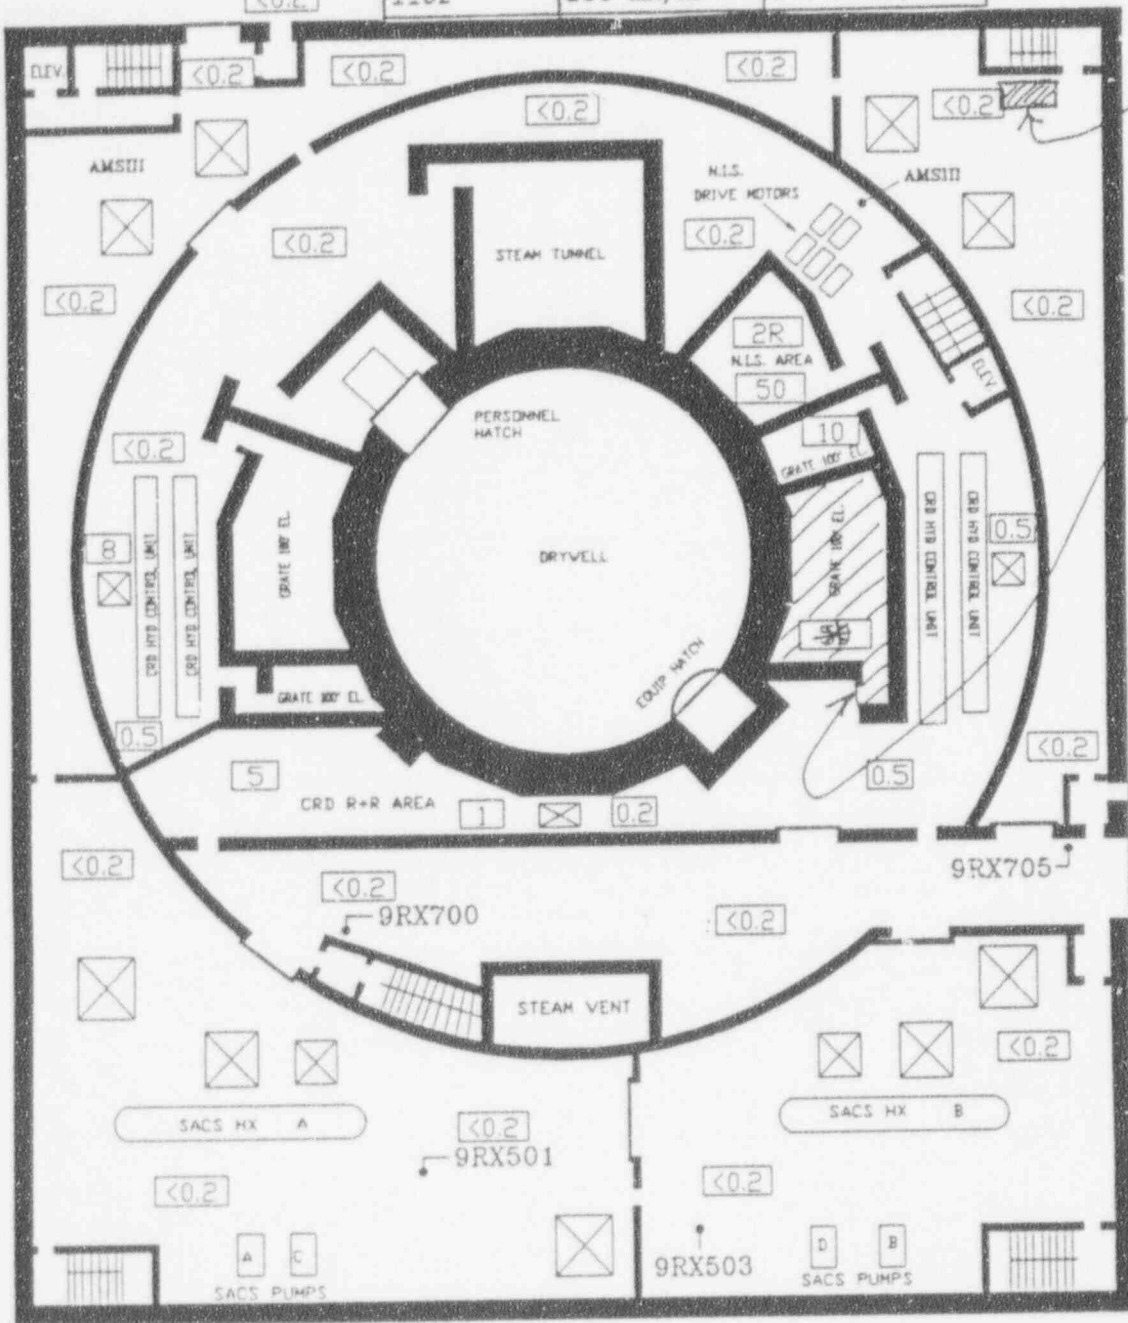 <0.2
<0.2
<0.2
<0.2
<0.2
<0.2
ELEV.
AMSIII
N.I.S.
DRIVE MOTORS
AMSIII
<0.2
<0.2
STEAM TUNNEL
<0.2
<0.2
2R
N.I.S. AREA
50
ELEV.
PERSONNEL
HATCH
10
GRATE 100' EL.
<0.2
8
CRD HYD CONTROL UNIT
CRD HYD CONTROL UNIT
GRATE 100' EL.
DRYWELL
GRATE 100' EL.
CRD HYD CONTROL UNIT
CRD HYD CONTROL UNIT
0.5
EQUIP HATCH
GRATE 100' EL.
0.5
5
CRD R+R AREA
1
0.2
0.5
<0.2
<0.2
<0.2
9RX705
9RX700
<0.2
STEAM VENT
<0.2
SACS HX A
SACS HX B
<0.2
9RX501
<0.2
<0.2
A
C
SACS PUMPS
9RX503
D
B
SACS PUMPS